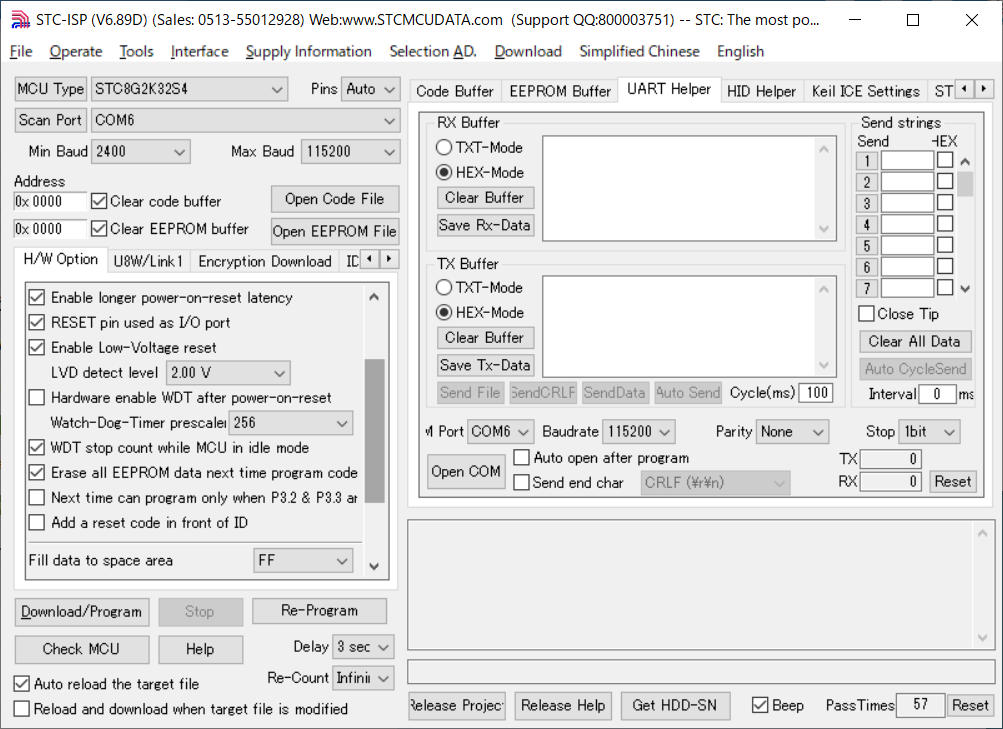 STC-ISP (V6.89D) (Sales: 0513-55012928) Web:www.STCMCUDATA.com  (Support QQ:800003751) -- STC: The most po...
File Operate Tools Interface Supply Information Selection AD. Download Simplified Chinese English
MCU Type STC8G2K32S4 Pins Auto
Scan Port COM6
Min Baud 2400 Max Baud 115200
Address
0x 0000 Clear code buffer Open Code File
0x 0000 Clear EEPROM buffer Open EEPROM File
H/W Option U8W/Link1 Encryption Download ID
Enable longer power-on-reset latency
RESET pin used as I/O port
Enable Low-Voltage reset
LVD detect level 2.00 V
Hardware enable WDT after power-on-reset
Watch-Dog-Timer prescaler 256
WDT stop count while MCU in idle mode
Erase all EEPROM data next time program code
Next time can program only when P3.2 & P3.3 ar
Add a reset code in front of ID
Fill data to space area FF
Download/Program Stop Re-Program
Check MCU Help Delay 3 sec
Re-Count Infinii
Auto reload the target file
Reload and download when target file is modified
Code Buffer EEPROM Buffer UART Helper HID Helper Keil ICE Settings ST
RX Buffer
TXT-Mode
HEX-Mode
Clear Buffer
Save Rx-Data
TX Buffer
TXT-Mode
HEX-Mode
Clear Buffer
Save Tx-Data
Send File SendCRLF SendData Auto Send Cycle(ms) 100
Send strings
Send HEX
1
2
3
4
5
6
7
Close Tip
Clear All Data
Auto CycleSend
Interval 0 ms
M Port COM6 Baudrate 115200 Parity None Stop 1bit
Open COM Auto open after program TX 0
Send end char CRLF (¥r¥n) RX 0 Reset
Release Projec Release Help Get HDD-SN Beep PassTimes 57 Reset